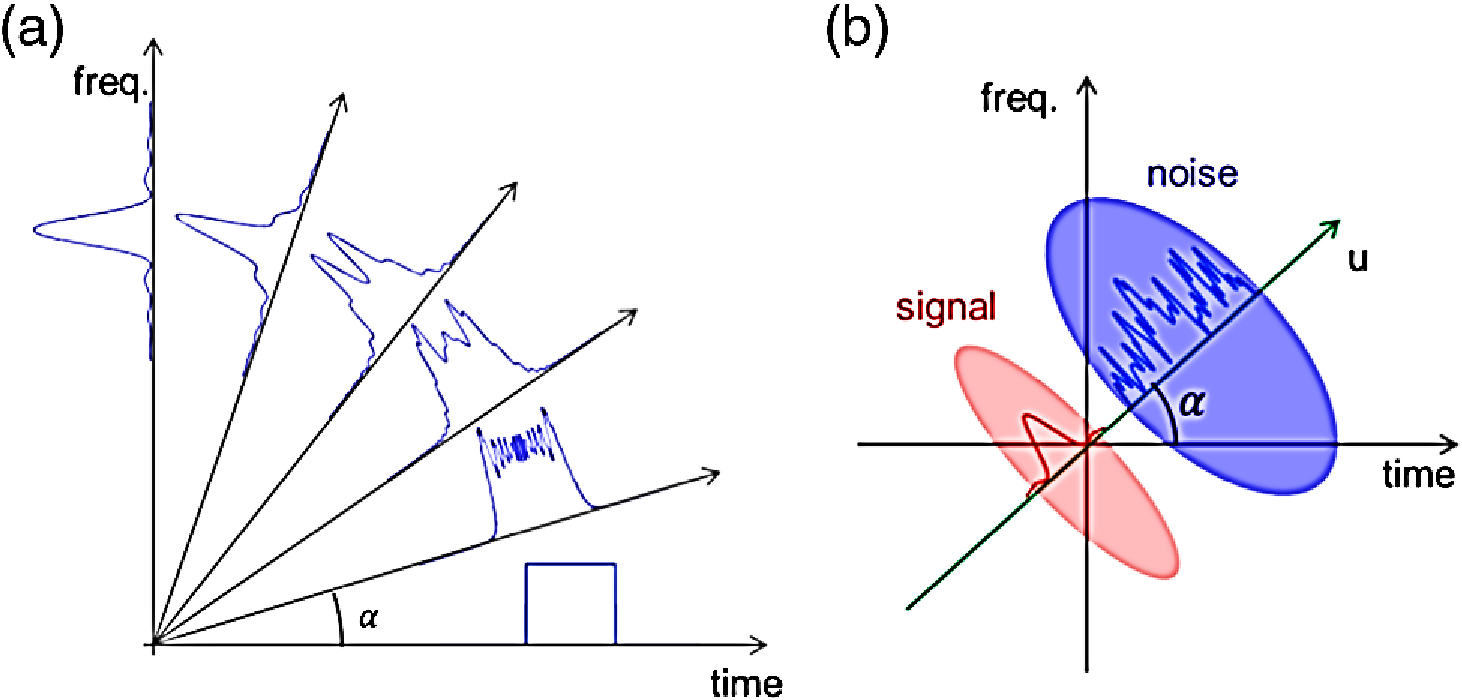 (a)
freq.
α
time
(b)
freq.
noise
signal
u
α
time